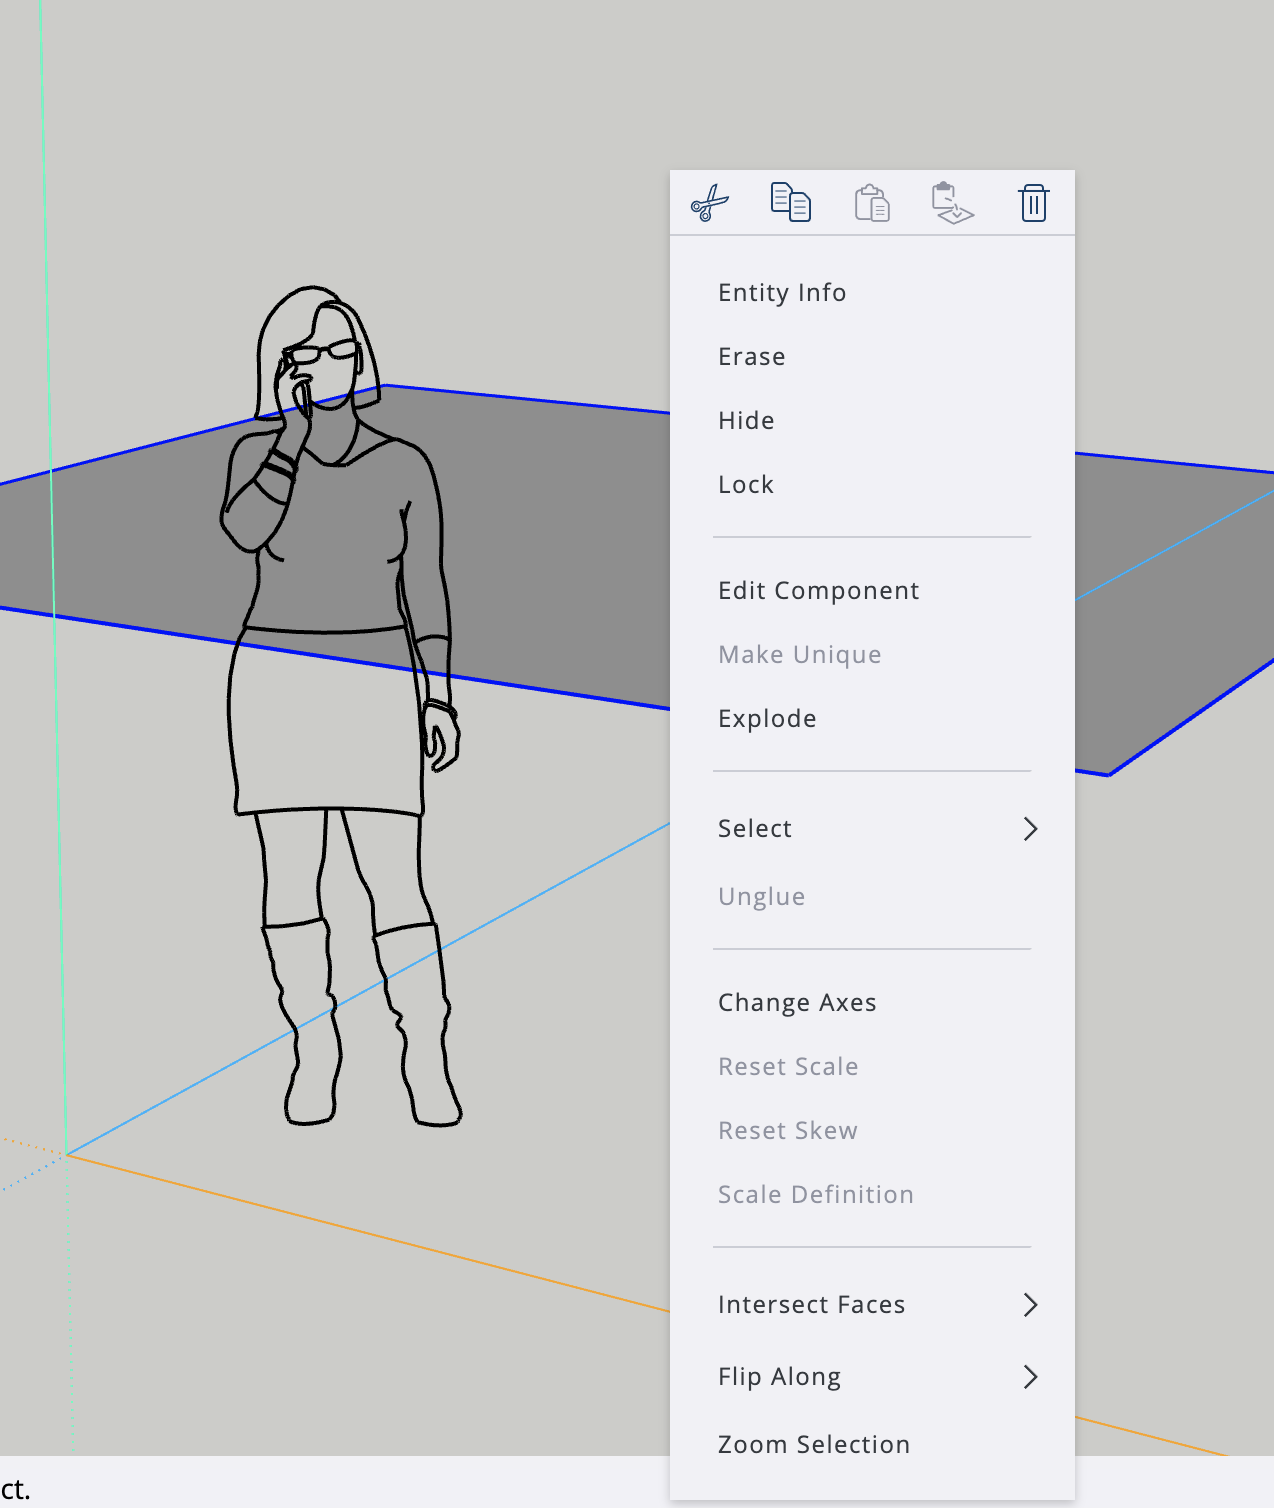 Entity Info
Erase
Hide
Lock
Edit Component
Make Unique
Explode
Select
Unglue
Change Axes
Reset Scale
Reset Skew
Scale Definition
Intersect Faces
Flip Along
Zoom Selection
ct.